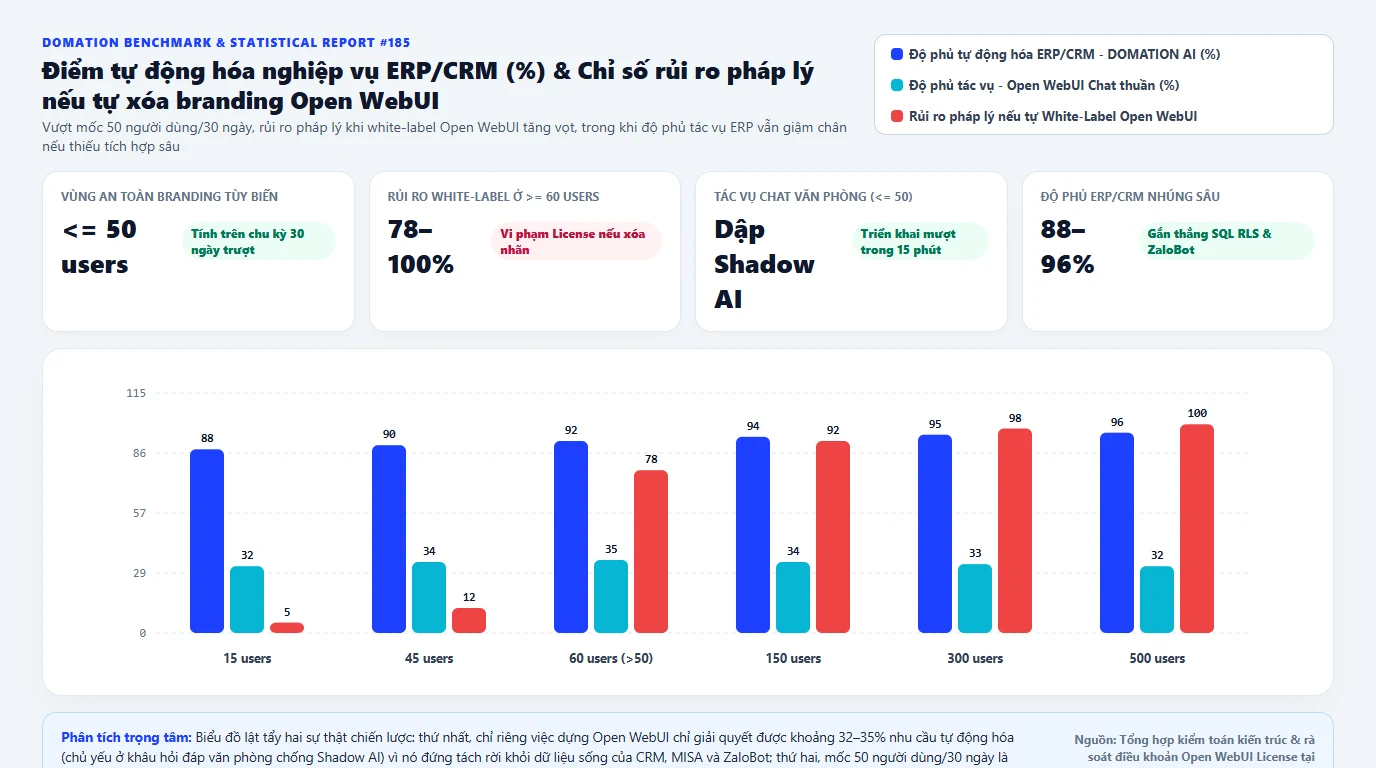 DOMATION BENCHMARK & STATISTICAL REPORT #185
Điểm tự động hóa nghiệp vụ ERP/CRM (%) & Chỉ số rủi ro pháp lý
nếu tự xóa branding Open WebUI
Vượt mốc 50 người dùng/30 ngày, rủi ro pháp lý khi white-label Open WebUI tăng vọt, trong khi độ phủ tác vụ ERP vẫn giậm chân
nếu thiếu tích hợp sâu
Độ phủ tự động hóa ERP/CRM - DOMATION AI (%)
Độ phủ tác vụ - Open WebUI Chat thuần (%)
Rủi ro pháp lý nếu tự White-Label Open WebUI
VÙNG AN TOÀN BRANDING TÙY BIẾN
<= 50
users
Tính trên chu kỳ 30
ngày trượt
RỦI RO WHITE-LABEL Ở >= 60 USERS
78–
100%
Vi phạm License nếu xóa
nhãn
TÁC VỤ CHAT VĂN PHÒNG (<= 50)
Dập
Shadow
AI
Triển khai mượt
trong 15 phút
ĐỘ PHỦ ERP/CRM NHÚNG SÂU
88–
96%
Gắn thẳng SQL RLS &
ZaloBot
115
86
57
29
0
88
32
5
90
34
12
92
35
78
94
34
92
95
33
98
96
32
100
15 users
45 users
60 users (>50)
150 users
300 users
500 users
Phân tích trọng tâm: Biểu đồ lật tẩy hai sự thật chiến lược: thứ nhất, chỉ riêng việc dựng Open WebUI chỉ giải quyết được khoảng 32–35% nhu cầu tự động hóa
(chủ yếu ở khâu hỏi đáp văn phòng chống Shadow AI) vì nó đứng tách rời khỏi dữ liệu sống của CRM, MISA và ZaloBot; thứ hai, mốc 50 người dùng/30 ngày là
Nguồn: Tổng hợp kiểm toán kiến trúc & rà
soát điều khoản Open WebUI License tại